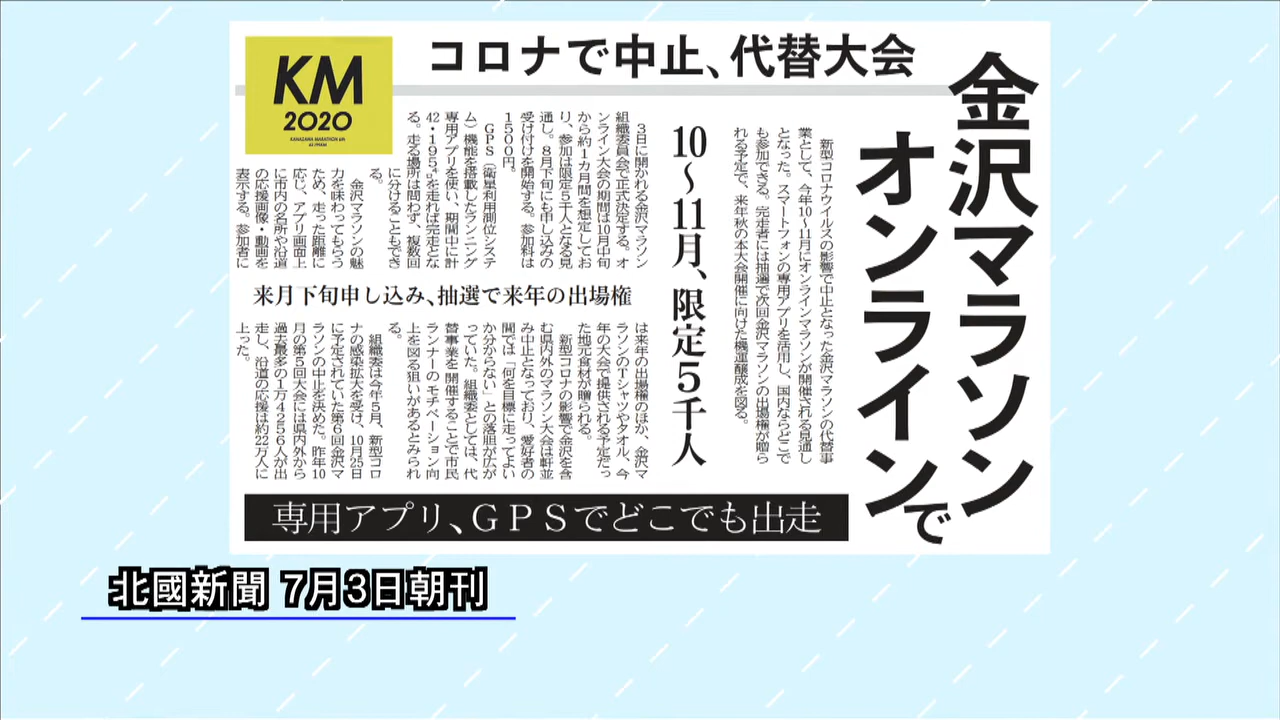 コロナで中止、代替大会
金沢マラソン
オンラインで
KM
2020
KANAZAWA MARATHON 6th
10～11月、限定5千人
新型コロナウイルスの影響で中止となった金沢マラソンの代替事
業として、今年10～11月にオンラインマラソンが開催される見通し
となった。スマートフォンの専用アプリを活用し、国内ならどこで
も参加できる。完走者には抽選で次回金沢マラソンの出場権が贈ら
れる予定で、来年秋の本大会開催に向けた機運醸成を図る。
3日に開かれる金沢マラソン
組織委員会で正式決定する。オ
ンライン大会の期間は10月中旬
から約1カ月間を想定してお
り、参加は限定5千人となる見
通し。8月下旬にも申し込みの
受け付けを開始する。参加料は
1500円。
GPS（衛星利用測位システ
ム）機能を搭載したランニング
専用アプリを使い、期間中に計
42・195㌔を走れば完走とな
る。走る場所は問わず、複数回
に分けることもでき
る。
金沢マラソンの魅
力を味わってもらう
ため、走った距離に
応じ、アプリ画面上
に市内の名所や沿道
の応援画像・動画を
表示する。参加者に
来月下旬申し込み、抽選で来年の出場権
は来年の出場権のほか、金沢マ
ラソンのTシャツやタオル、今
年の大会で提供される予定だっ
た地元食材が贈られる。
新型コロナの影響で金沢を含
む県内外のマラソン大会は軒並
み中止となっており、愛好者の
間では「何を目標に走ってよい
か分からない」との落胆が広が
っていた。組織委としては、代
替事業を開催することで市民
ランナーのモチベーション向
上を図る狙いがあるとみられ
る。
組織委は今年5月、新型コロ
ナの感染拡大を受け、10月25日
に予定されていた第6回金沢マ
ラソンの中止を決めた。昨年10
月の第5回大会には県内外から
過去最多の1万4256人が出
走し、沿道の応援は約22万人に
上った。
専用アプリ、GPSでどこでも出走
北國新聞 7月3日朝刊